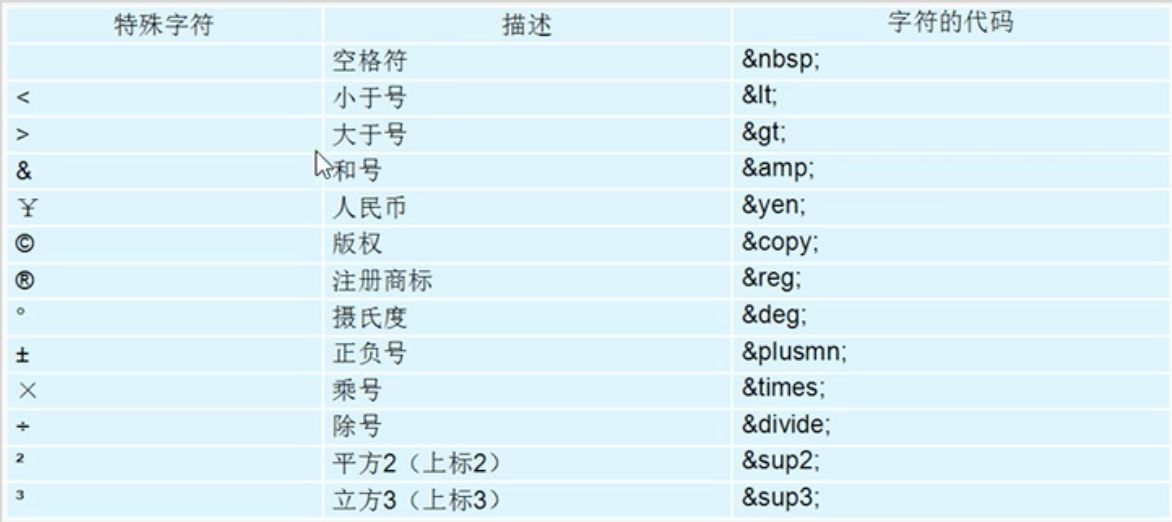 特殊字符 描述 字符的代码
空格符 &nbsp;
< 小于号 &lt;
> 大于号 &gt;
& 和号 &amp;
¥ 人民币 &yen;
© 版权 &copy;
® 注册商标 &reg;
° 摄氏度 &deg;
± 正负号 &plusmn;
× 乘号 &times;
÷ 除号 &divide;
² 平方2（上标2） &sup2;
³ 立方3（上标3） &sup3;